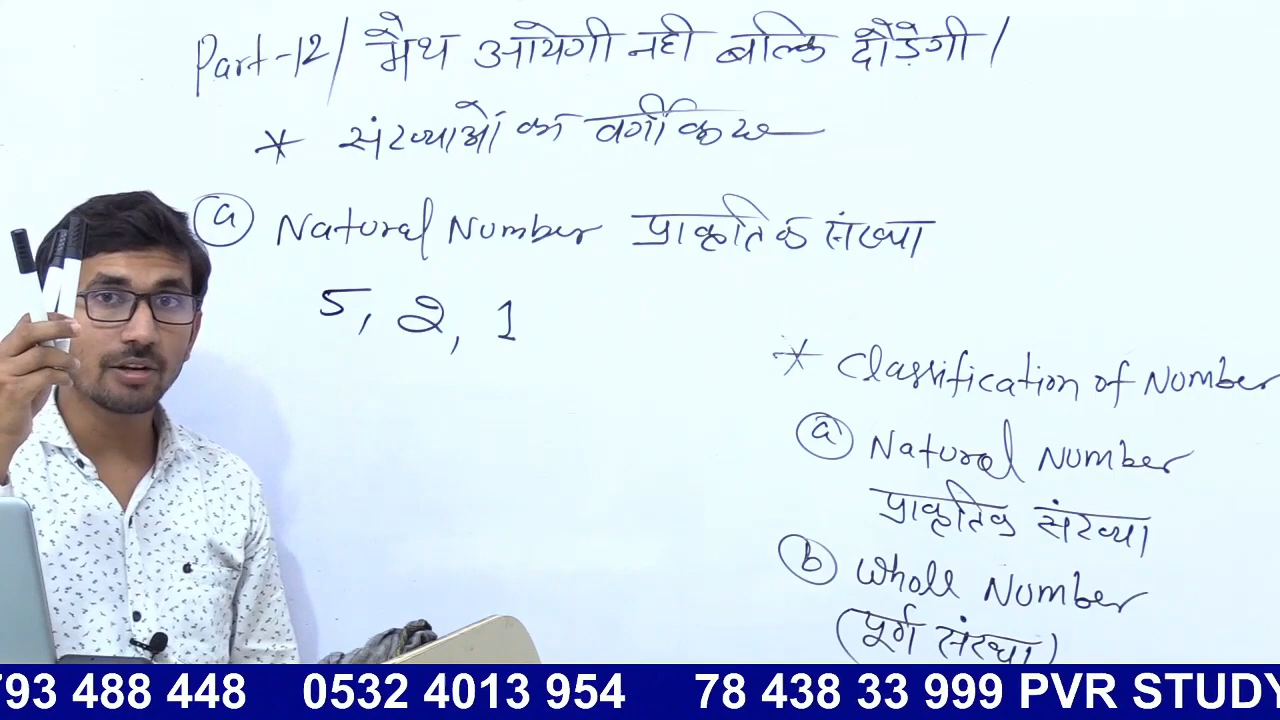 Part-12/ मैथ आयेगी नही बल्कि दौड़ेगी/
* संख्याओं का वर्गीकरण
(a) Natural Number प्राकृतिक संख्या
5, 2, 1
* Classification of Number
(a) Natural Number
प्राकृतिक संख्या
(b) Whole Number
(पूर्ण संख्या)
793 488 448 0532 4013 954 78 438 33 999 PVR STUDY